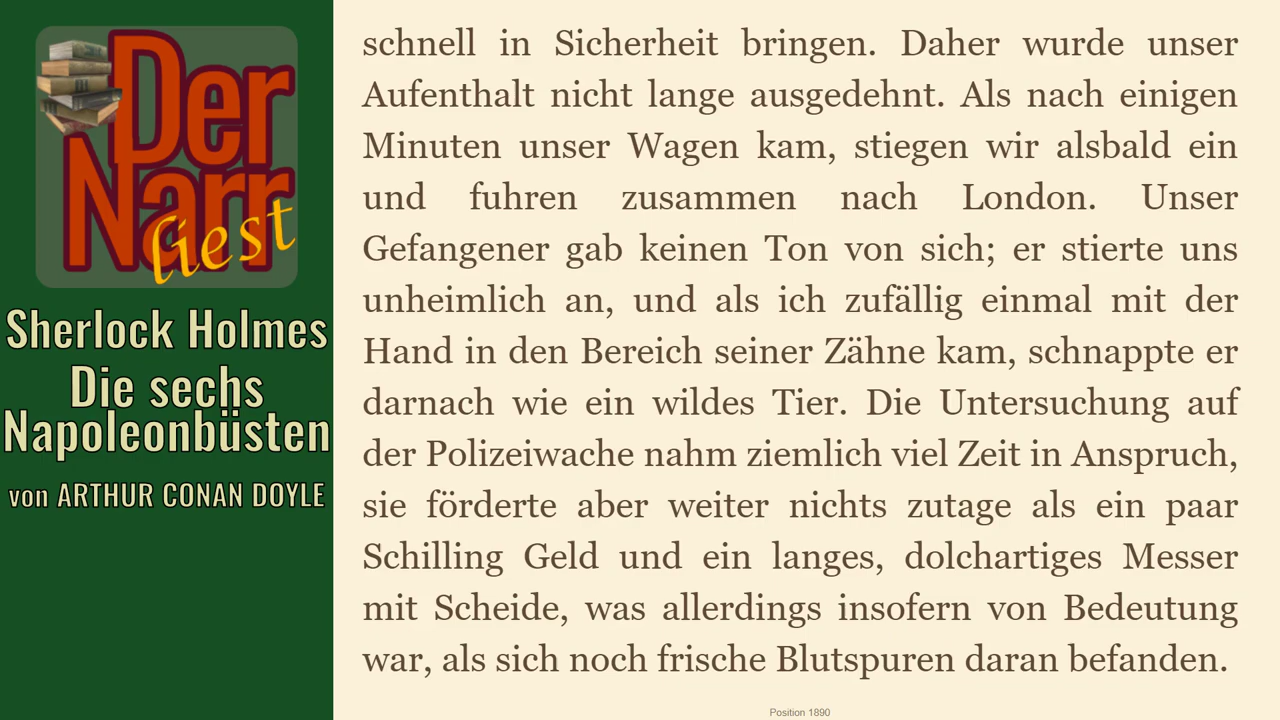 Der
Narr
liest
Sherlock Holmes
Die sechs
Napoleonbüsten
von ARTHUR CONAN DOYLE
schnell in Sicherheit bringen. Daher wurde unser
Aufenthalt nicht lange ausgedehnt. Als nach einigen
Minuten unser Wagen kam, stiegen wir alsbald ein
und fuhren zusammen nach London. Unser
Gefangener gab keinen Ton von sich; er stierte uns
unheimlich an, und als ich zufällig einmal mit der
Hand in den Bereich seiner Zähne kam, schnappte er
darnach wie ein wildes Tier. Die Untersuchung auf
der Polizeiwache nahm ziemlich viel Zeit in Anspruch,
sie förderte aber weiter nichts zutage als ein paar
Schilling Geld und ein langes, dolchartiges Messer
mit Scheide, was allerdings insofern von Bedeutung
war, als sich noch frische Blutspuren daran befanden.
Position 1890